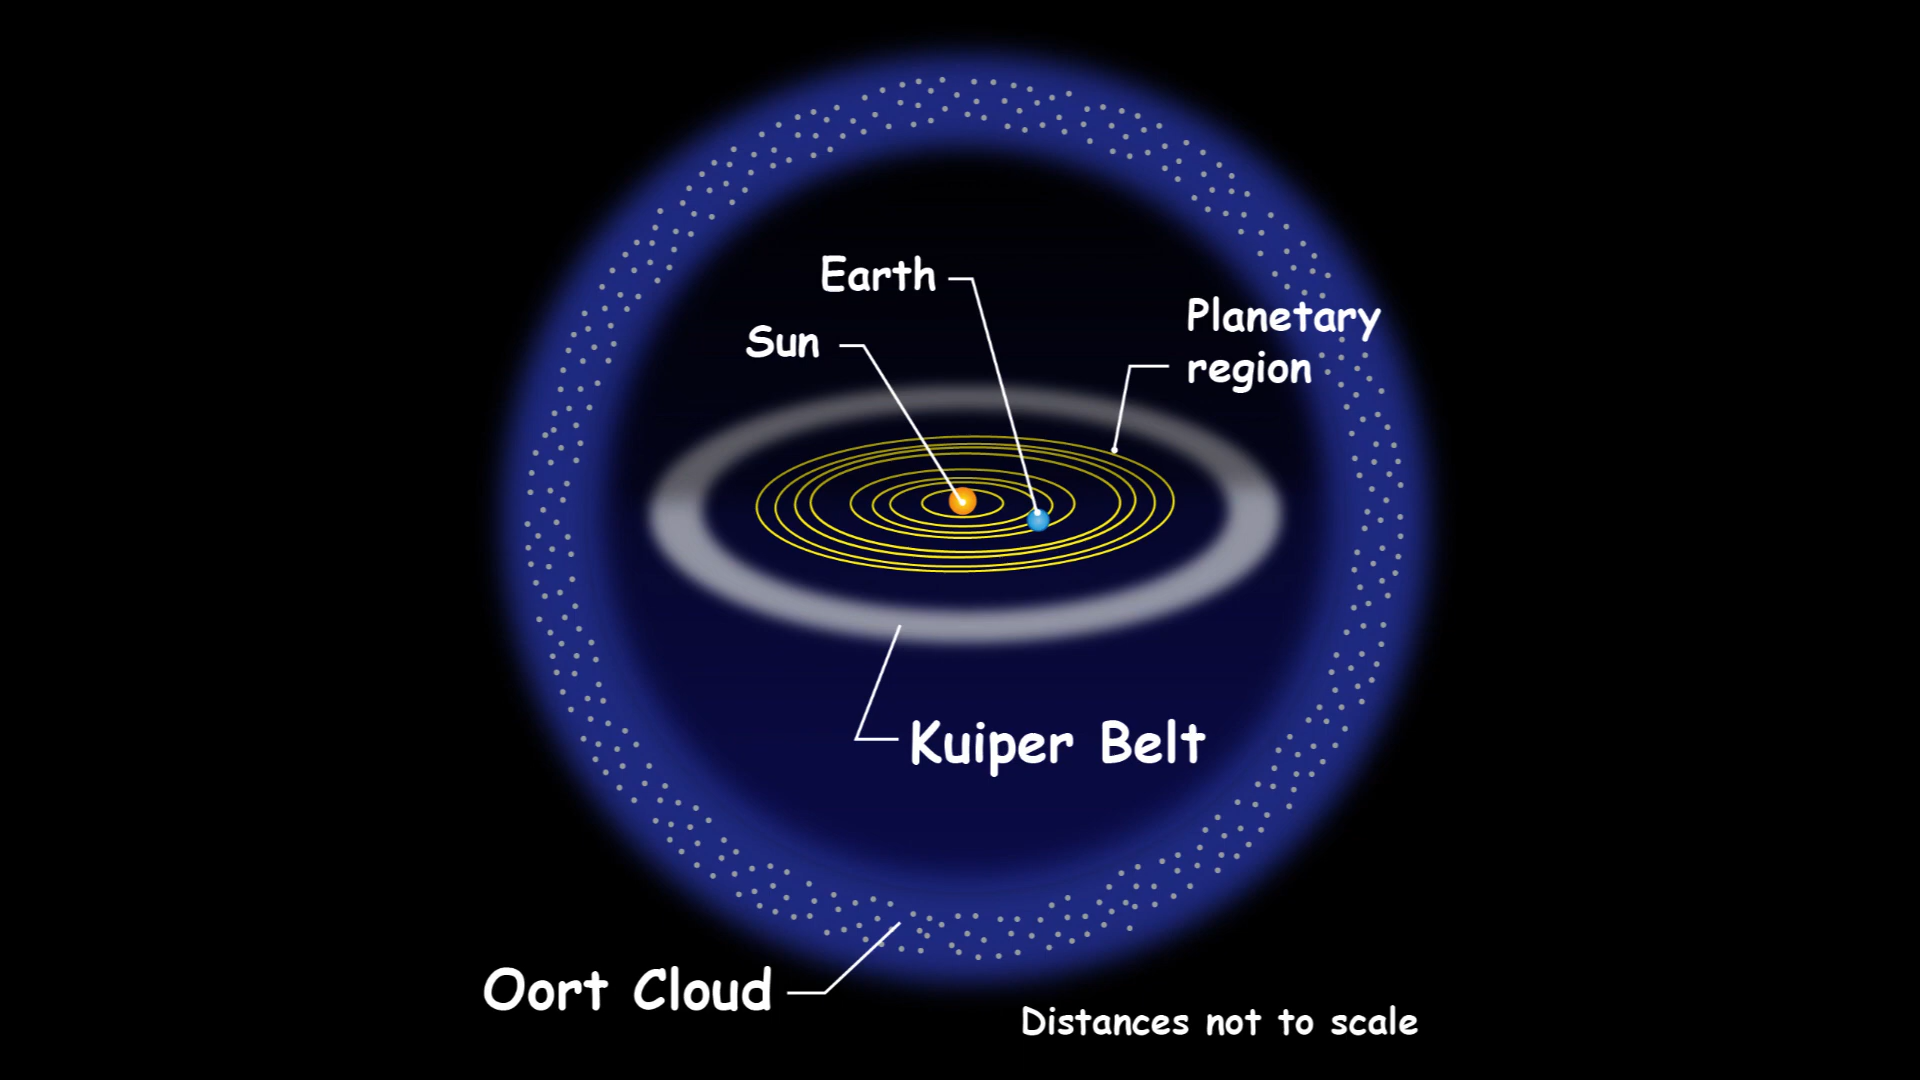 Earth
Sun
Planetary
region
Kuiper Belt
Oort Cloud
Distances not to scale